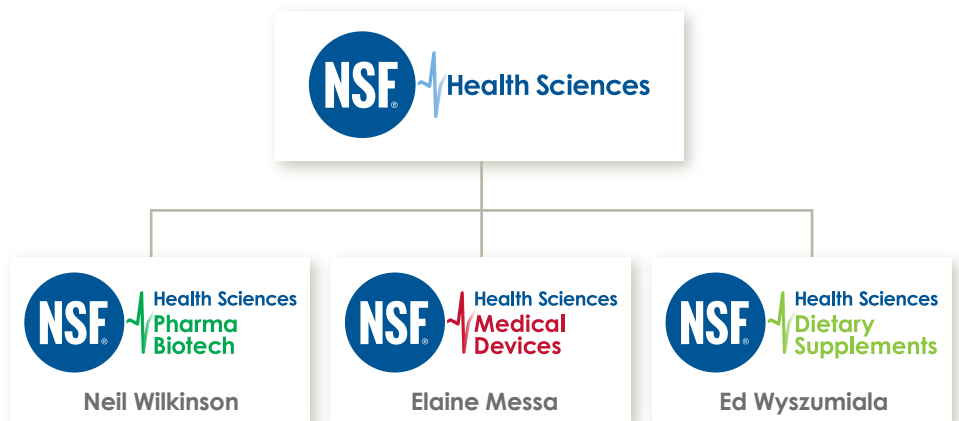 NSF® Health Sciences
NSF® Health Sciences
Pharma
Biotech
Neil Wilkinson
NSF® Health Sciences
Medical
Devices
Elaine Messa
NSF® Health Sciences
Dietary
Supplements
Ed Wyszumiala